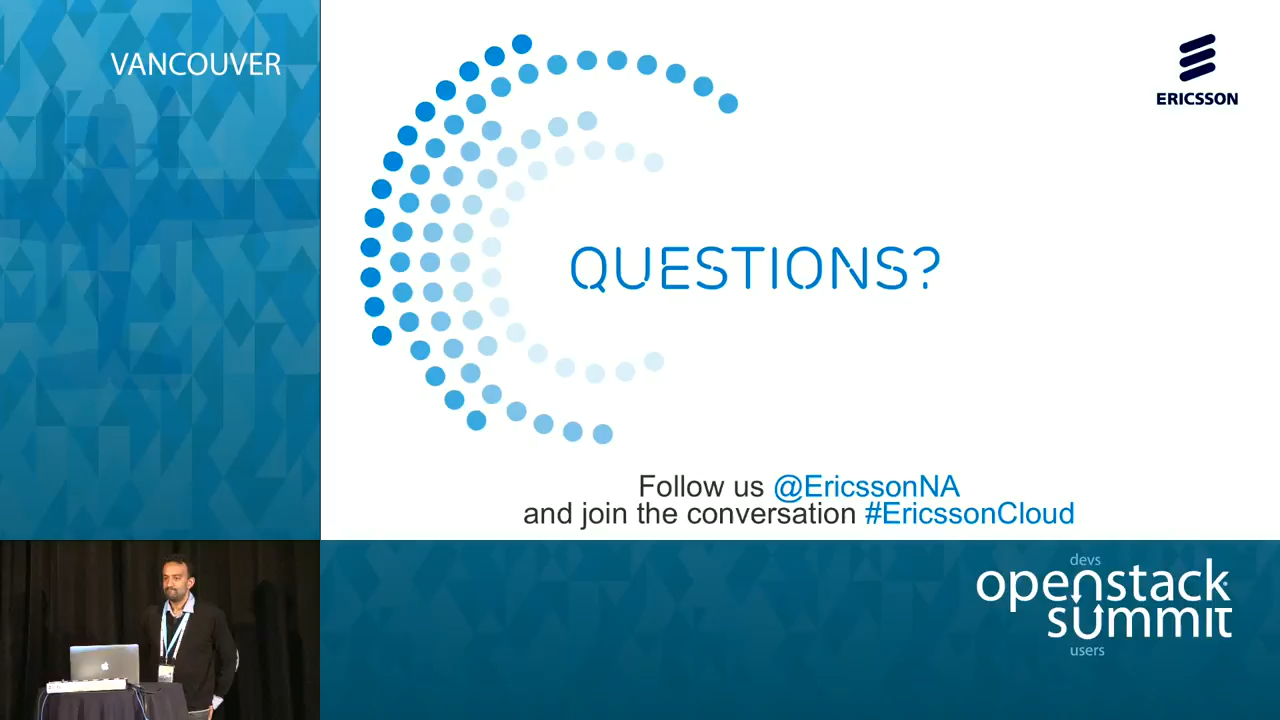 VANCOUVER
ERICSSON
QUESTIONS?
Follow us @EricssonNA
and join the conversation #EricssonCloud
devs
openstack
summit
users